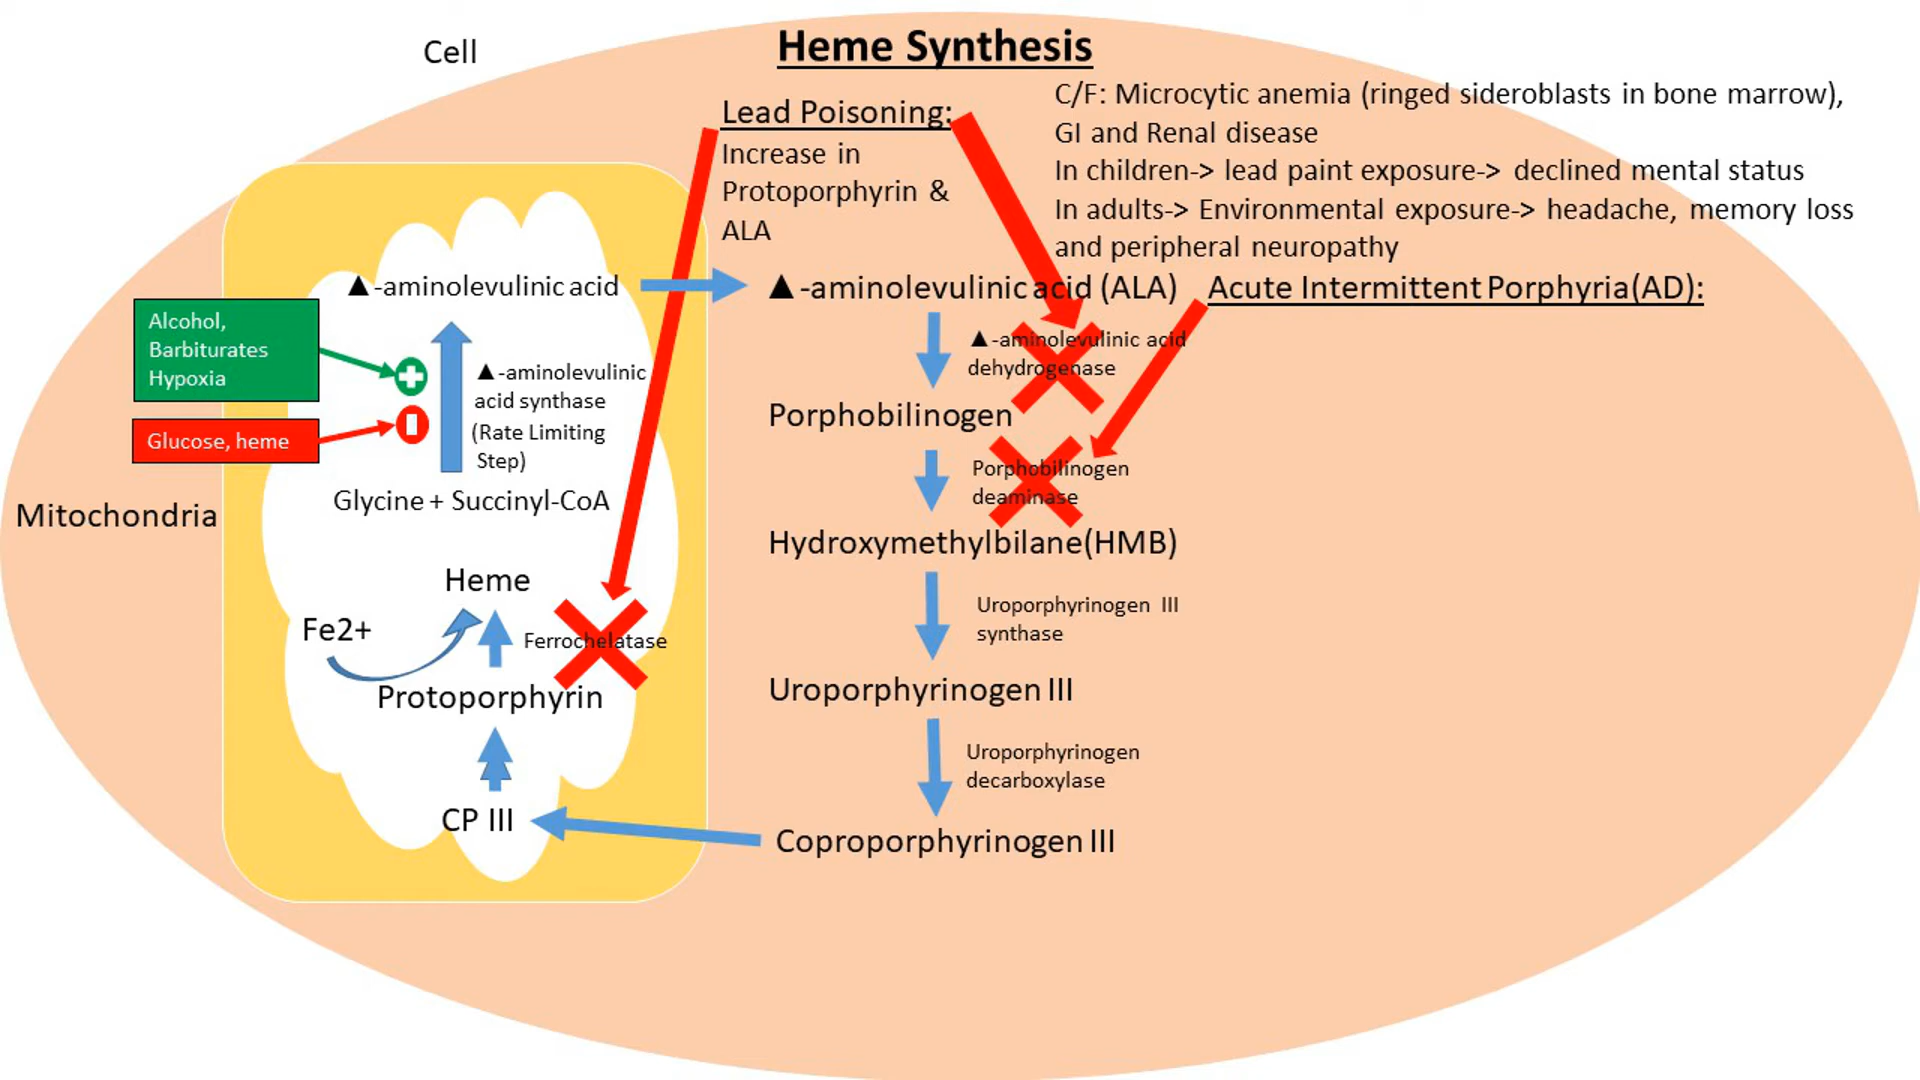 Cell
Heme Synthesis
Lead Poisoning:
Increase in
Protoporphyrin &
ALA
C/F: Microcytic anemia (ringed sideroblasts in bone marrow),
GI and Renal disease
In children-> lead paint exposure-> declined mental status
In adults-> Environmental exposure-> headache, memory loss
and peripheral neuropathy
▲-aminolevulinic acid
▲-aminolevulinic acid (ALA)
Acute Intermittent Porphyria(AD):
Alcohol,
Barbiturates
Hypoxia
Glucose, heme
▲-aminolevulinic
acid synthase
(Rate Limiting
Step)
Glycine + Succinyl-CoA
Mitochondria
▲-aminolevulinic acid
dehydrogenase
Porphobilinogen
Porphobilinogen
deaminase
Hydroxymethylbilane(HMB)
Uroporphyrinogen III
synthase
Uroporphyrinogen III
Uroporphyrinogen
decarboxylase
Coproporphyrinogen III
Heme
Fe2+
Ferrochelatase
Protoporphyrin
CP III